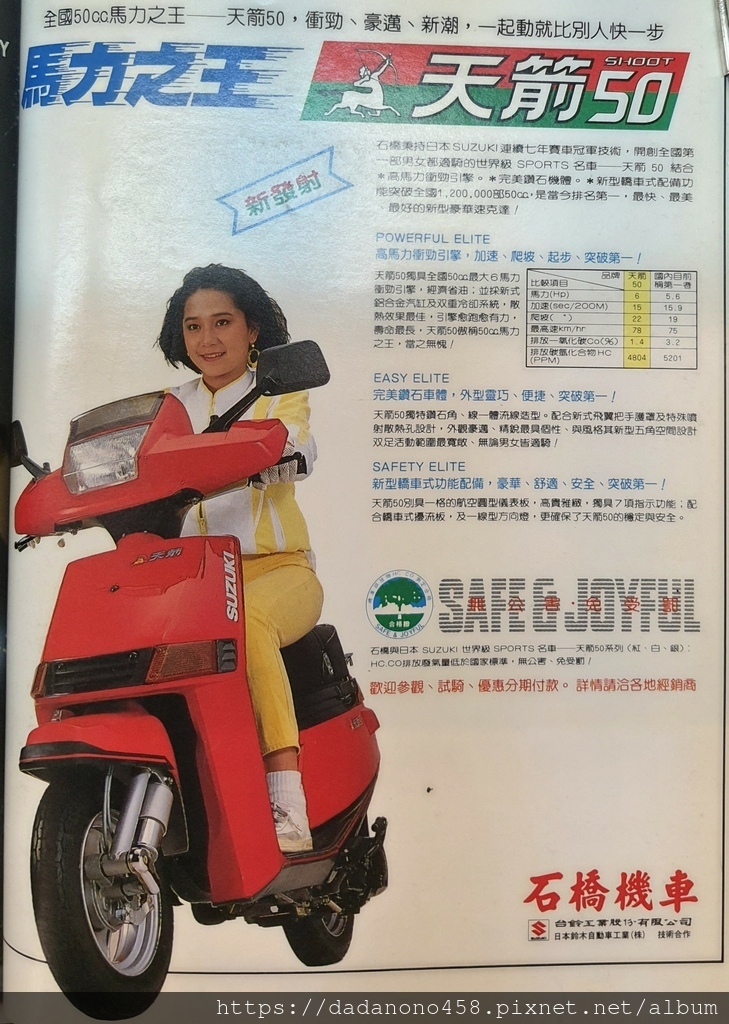 全國50cc馬力之王——天箭50，衝勁、豪邁、新潮，一起動就比別人快一步
馬力之王
天箭50
SHOOT
新發射
石橋秉持日本SUZUKI連續七年賽車冠軍技術，開創全國第
一部男女都適騎的世界級 SPORTS 名車——天箭 50 結合
＊高馬力衝勁引擎。＊完美鑽石機體。＊新型轎車式配備功
能突破全國1,200,000部50cc，是當今排名第一，最快、最美
最好的新型豪華速克達！
POWERFUL ELITE
高馬力衝勁引擎，加速、爬坡、起步、突破第一！
天箭50獨具全國50cc最大6馬力
衝勁引擎，經濟省油；並採新式
鋁合金汽缸及双重冷却系統，散
熱效果最佳，引擎愈跑愈有力，
壽命最長，天箭50做稱50cc馬力
之王，當之無愧！
比較項目 品牌 天箭50 國內目前稱第一者
馬力(Hp) 6 5.6
加速(sec/200M) 15 15.9
爬坡(°) 22 19
最高速km/hr 78 75
排放一氧化碳Co(%) 1.4 3.2
排放碳氫化合物HC(PPM) 4804 5201
EASY ELITE
完美鑽石車體，外型靈巧、便捷、突破第一！
天箭50獨特鑽石角、線一體流線造型。配合新式飛翼把手護罩及特殊噴
射散熱孔設計，外觀豪邁、精銳最具個性、與風格其新型五角空間設計
双足活動範圍最寬敞、無論男女皆適騎！
SAFETY ELITE
新型轎車式功能配備，豪華、舒適、安全、突破第一！
天箭50別具一格的航空圓型儀表板，高貴雅緻，獨具7項指示功能；配
合轎車式擾流板，及一線型方向燈，更確保了天箭50的穩定與安全。
合格證
SAFE & JOYFUL
SAFE & JOYFUL
無公害·免受罰
石橋與日本 SUZUKI 世界級 SPORTS 名車——天箭50系列（紅、白、銀）：
HC.CO排放廢氣量低於國家標準，無公害、免受罰！
歡迎參觀、試騎、優惠分期付款。詳情請洽各地經銷商
天箭
SUZUKI
石橋機車
SUZUKI
台鈴工業股份有限公司
日本鈴木自動車工業(株) 技術合作
https://dadanono458.pixnet.net/album